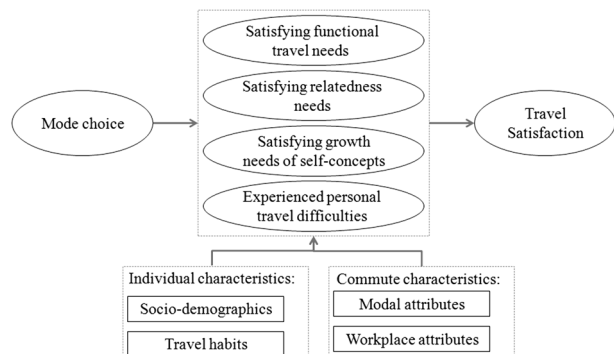 Satisfying functional
travel needs
Satisfying relatedness
needs
Mode choice
Travel
Satisfaction
Satisfying growth
needs of self-concepts
Experienced personal
travel difficulties
Individual characteristics:
Socio-demographics
Travel habits
Commute characteristics:
Modal attributes
Workplace attributes